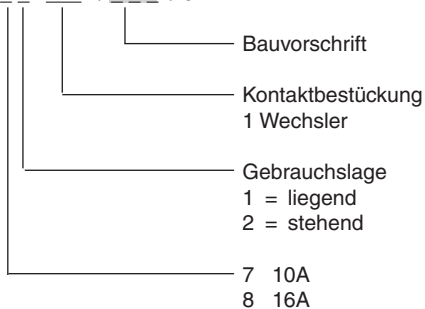 Bauvorschrift
Kontaktbestückung
1 Wechsler
Gebrauchslage
1 = liegend
2 = stehend
7 10A
8 16A